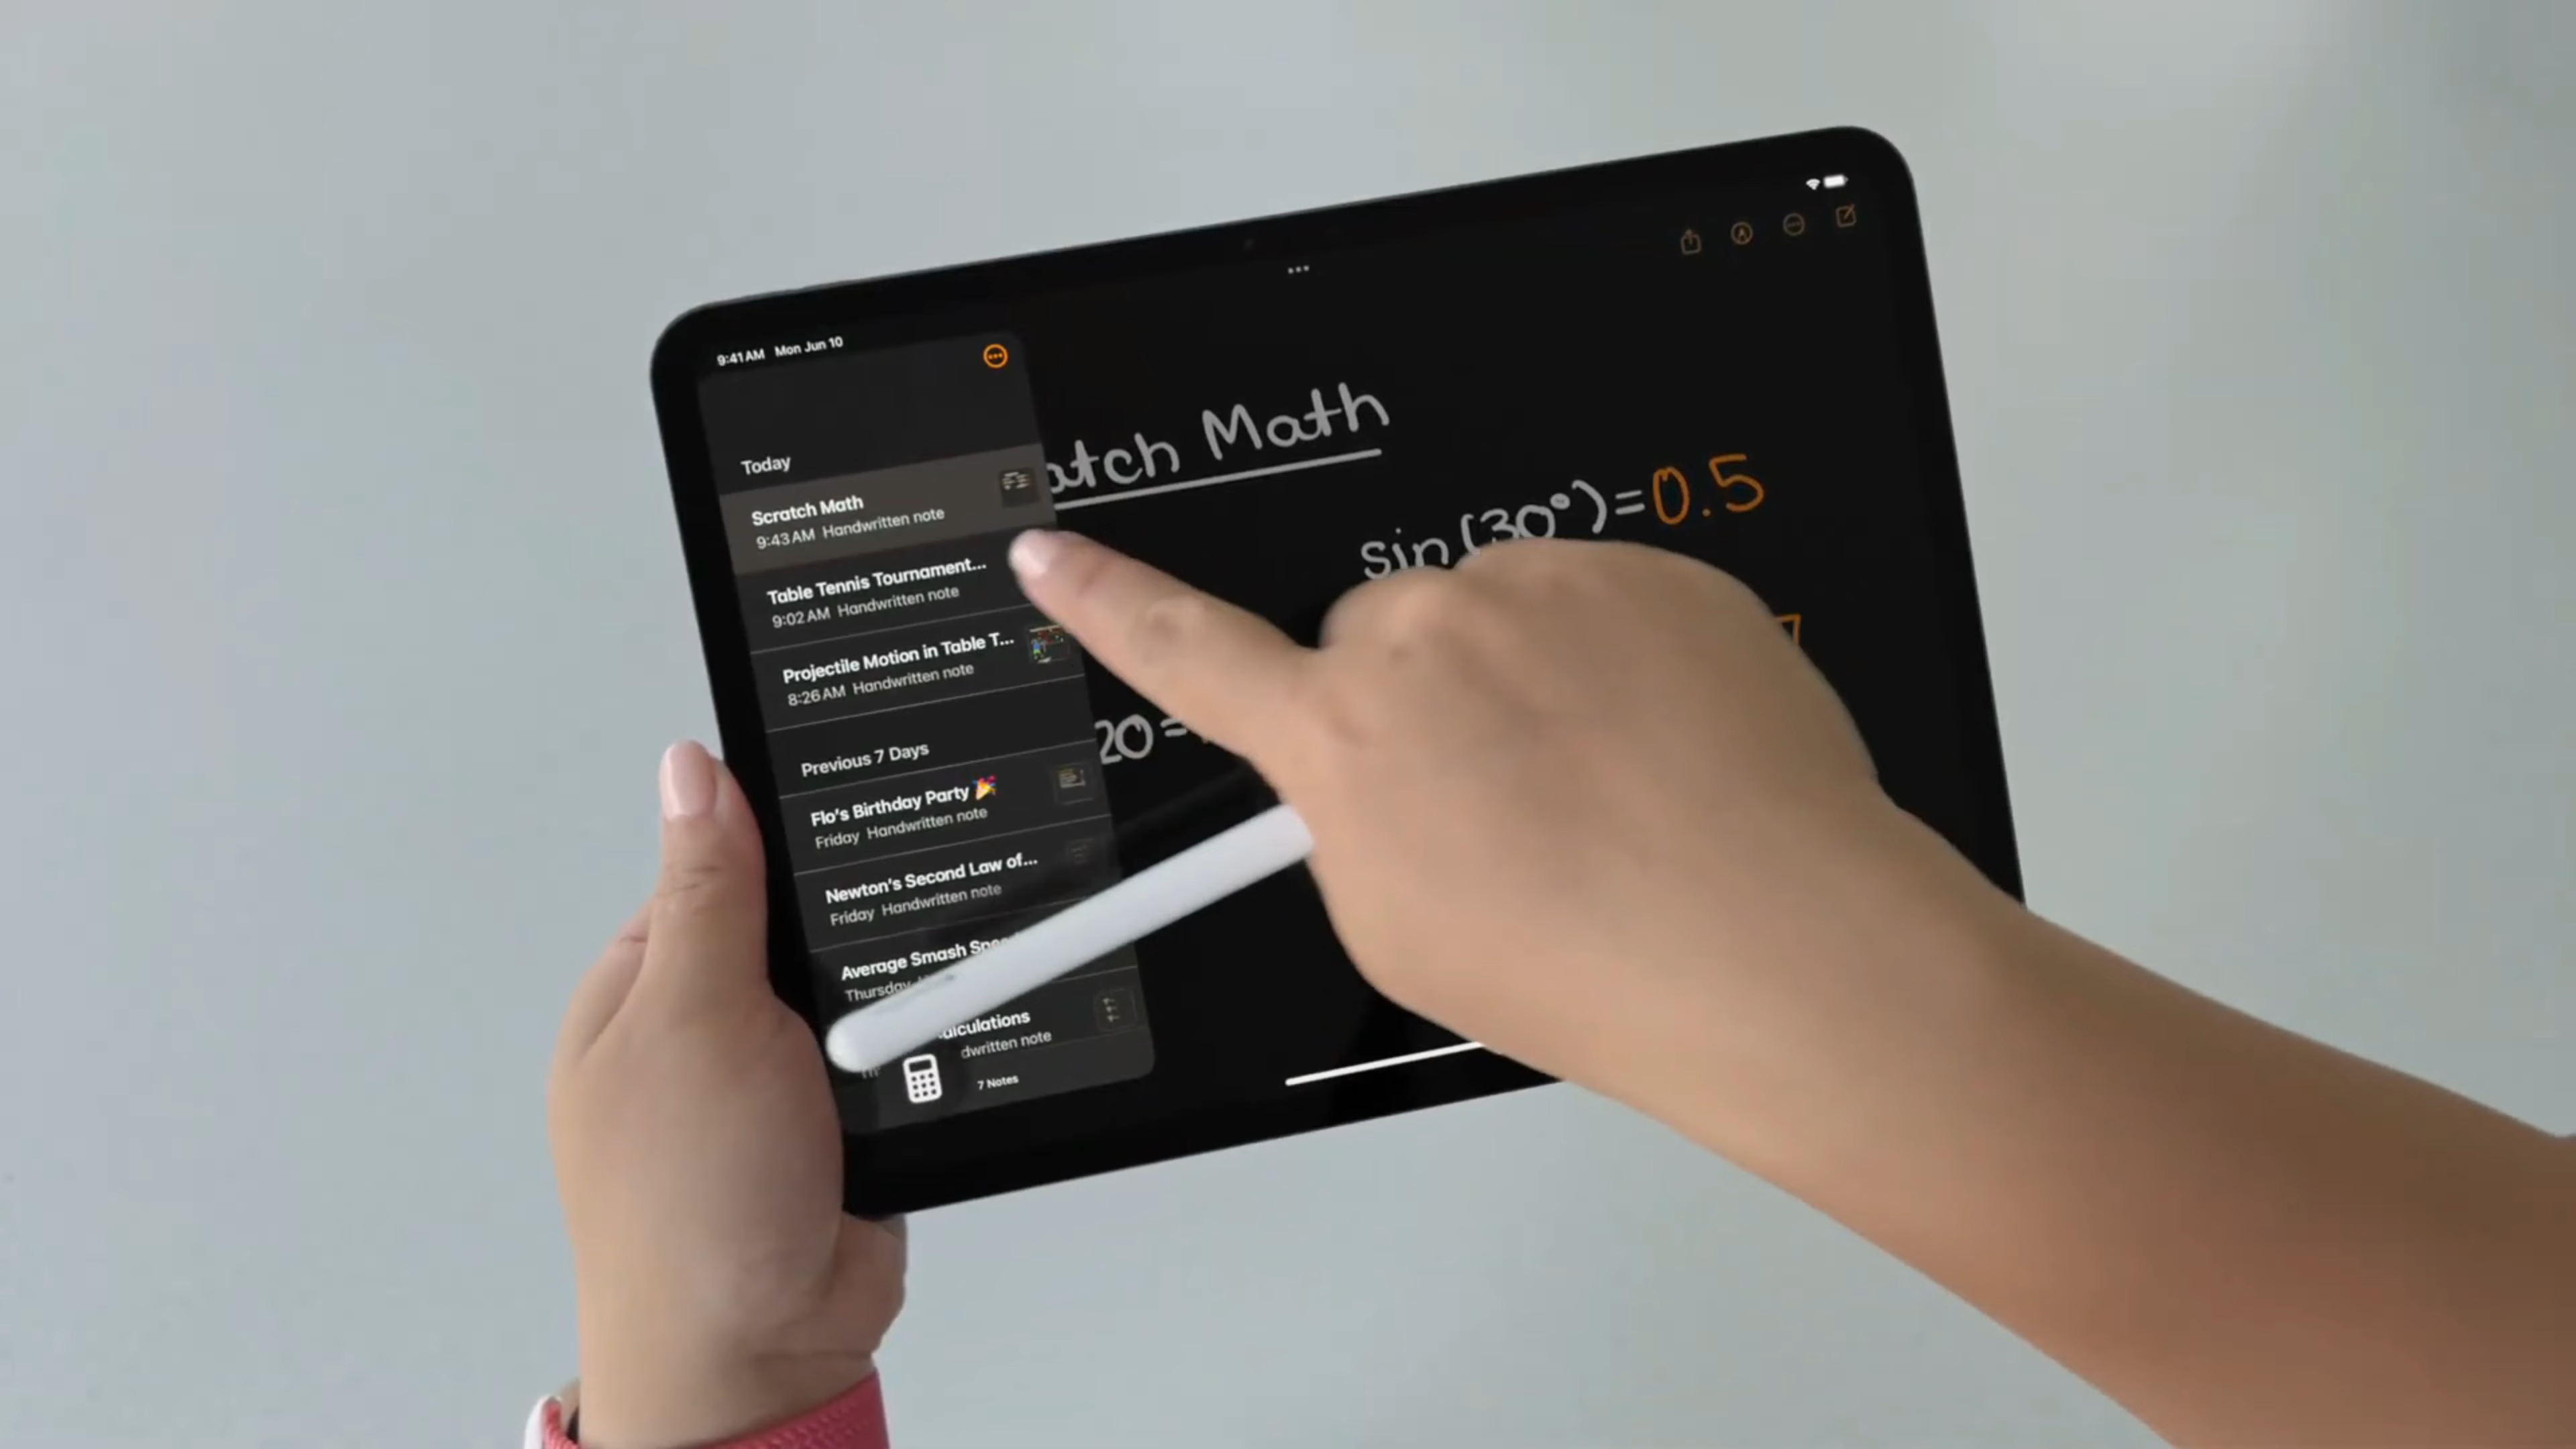 9:41 AM Mon Jun 10
Today
Scratch Math
9:43 AM Handwritten note
Table Tennis Tournament...
9:02 AM Handwritten note
Projectile Motion in Table T...
8:26 AM Handwritten note
Previous 7 Days
Flo's Birthday Party 🎉
Friday Handwritten note
Newton's Second Law of...
Friday Handwritten note
Average Smash
Thursday
7 Notes
atch Math
sin(30°)=0.5
20=